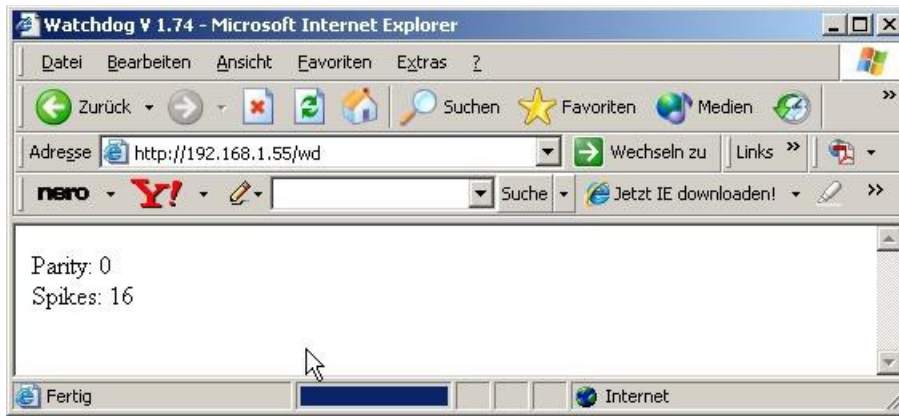 Watchdog V 1.74 - Microsoft Internet Explorer
Datei Bearbeiten Ansicht Favoriten Extras ?
Zurück Suchen Favoriten Medien »
Adresse http://192.168.1.55/wd Wechseln zu Links »
nero Y! Suche Jetzt IE downloaden! »
Parity: 0
Spikes: 16
Fertig Internet